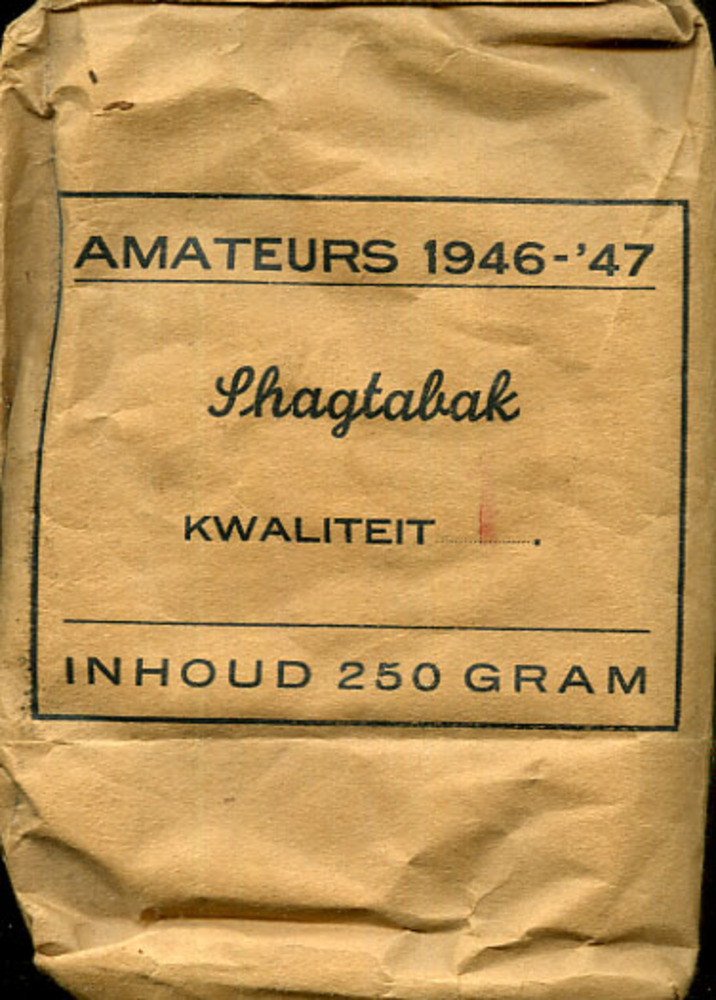 AMATEURS 1946-'47
Shagtabak
KWALITEIT I.
INHOUD 250 GRAM